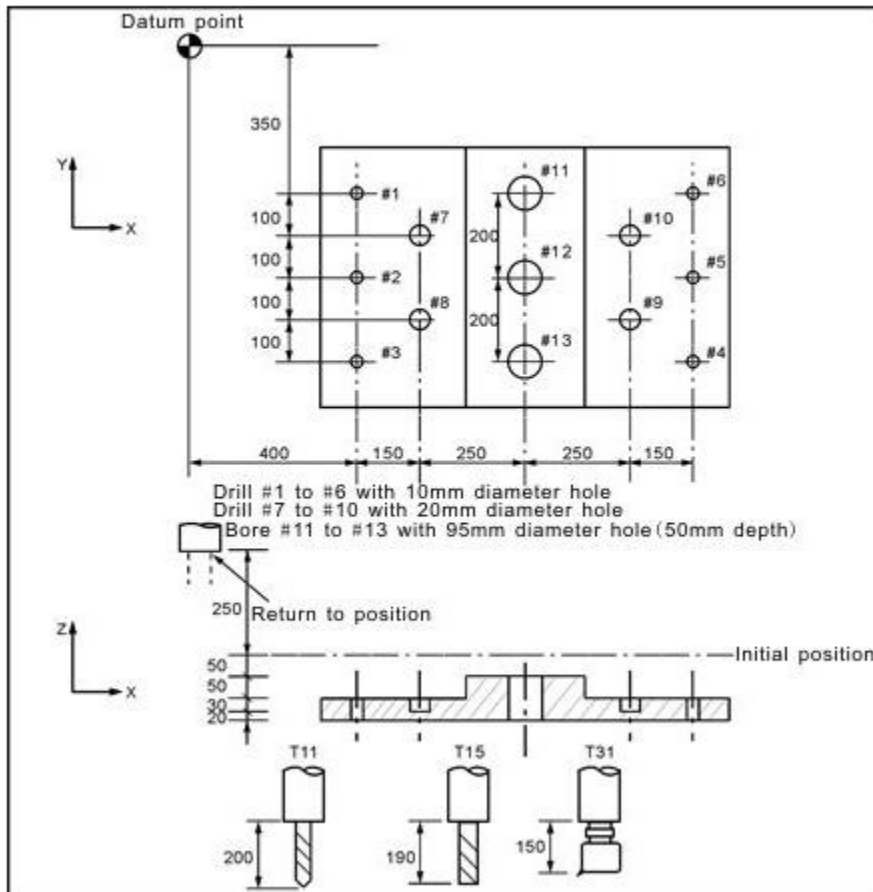 Datum point
350
Y
X
#1
#11
#6
100
#7
200
#10
100
#12
#2
#5
100
#8
200
#9
100
#13
#3
#4
400
150
250
250
150
Drill #1 to #6 with 10mm diameter hole
Drill #7 to #10 with 20mm diameter hole
Bore #11 to #13 with 95mm diameter hole(50mm depth)
250
Return to position
Z
X
Initial position
50
50
30
20
T11
T15
T31
200
190
150